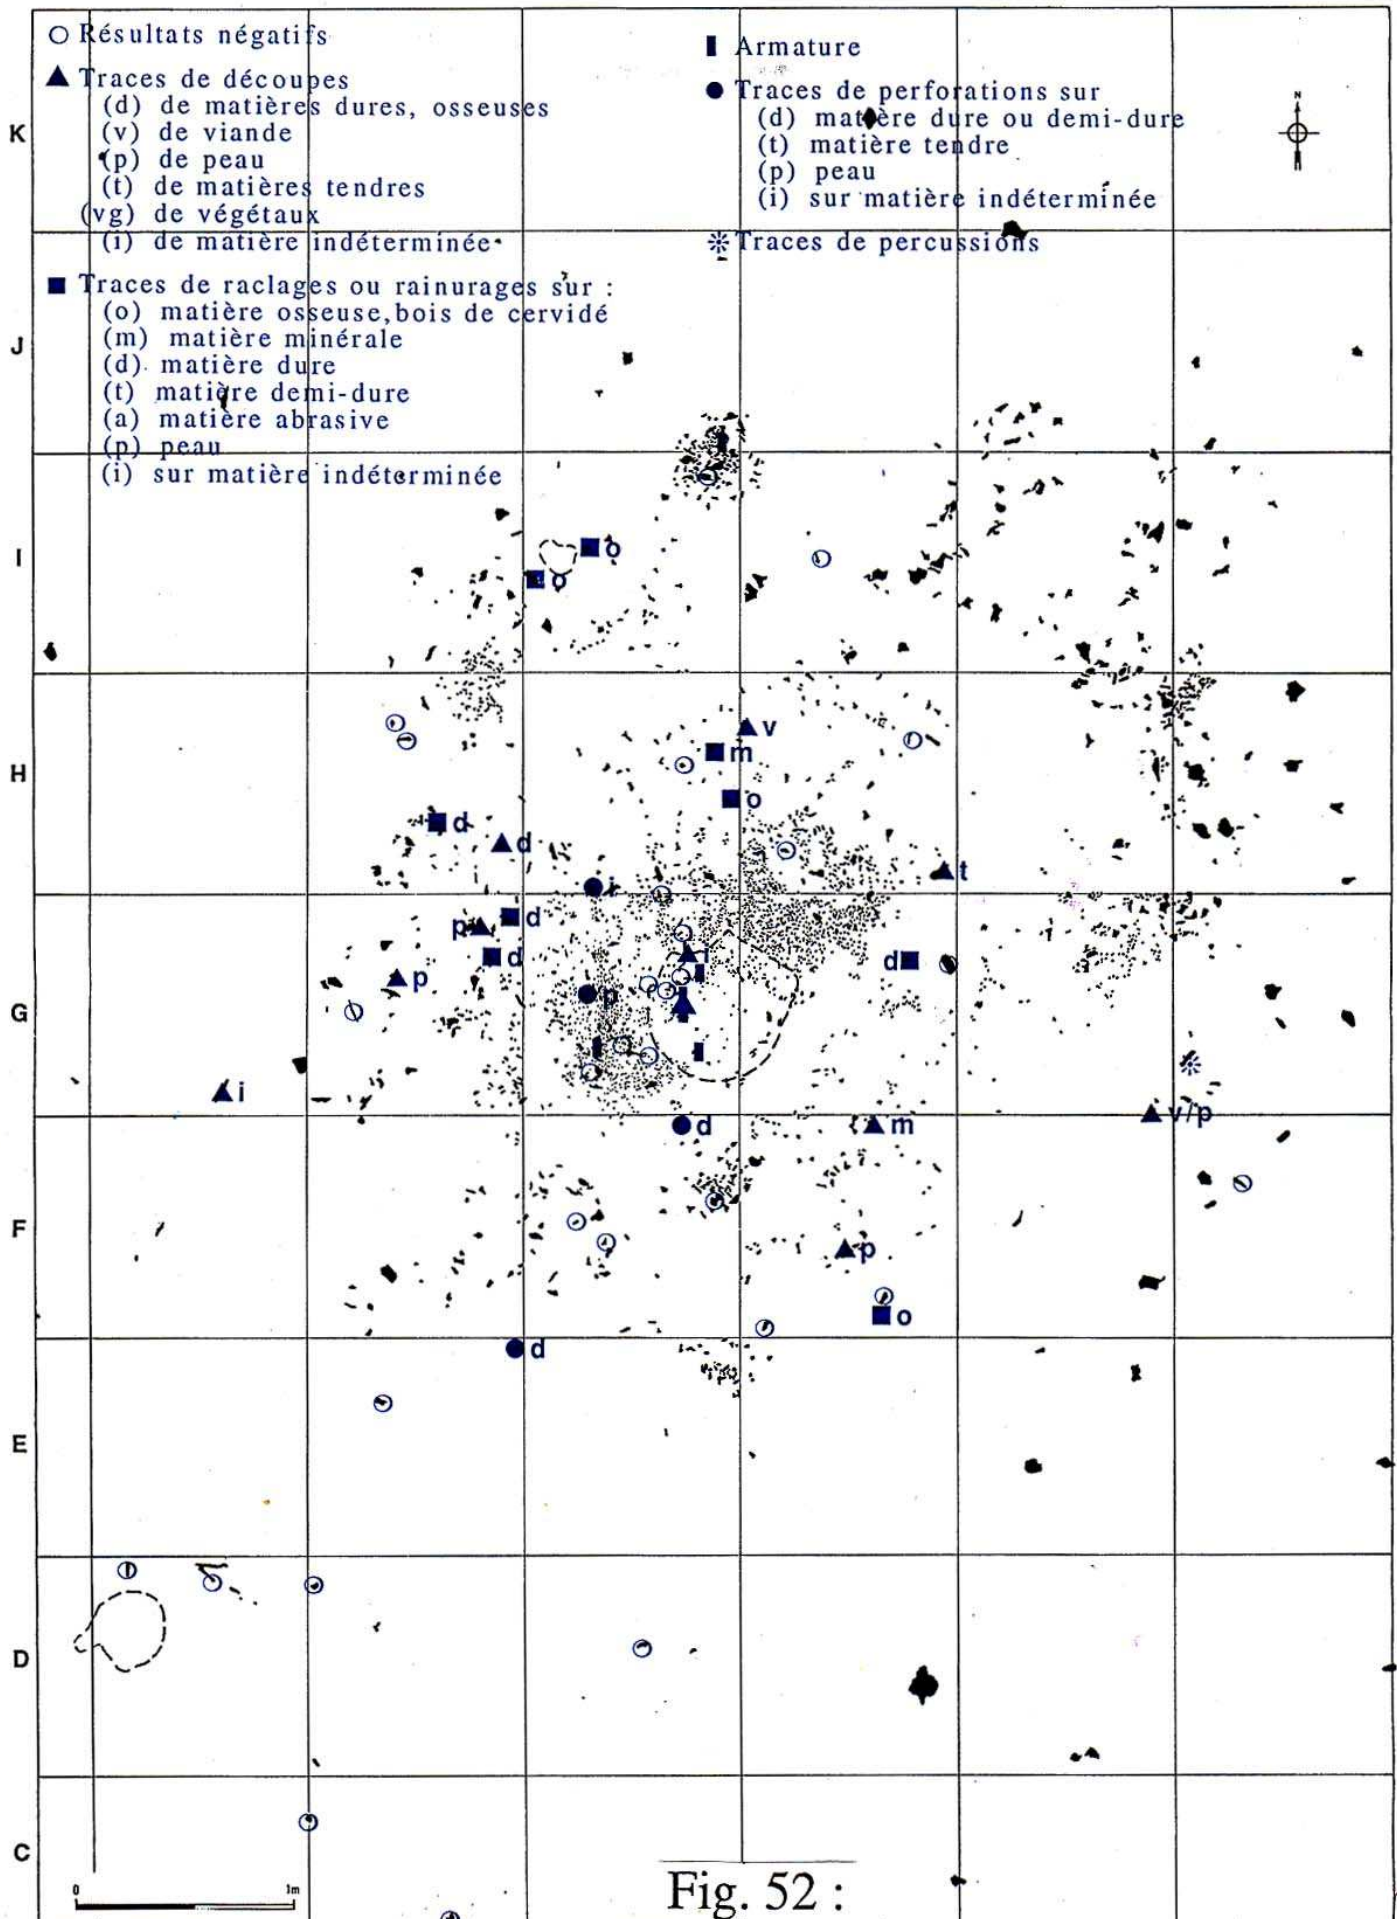 ○ Résultats négatifs
▲ Traces de découpes
(d) de matières dures, osseuses
(v) de viande
(p) de peau
(t) de matières tendres
(vg) de végétaux
(i) de matière indéterminée
■ Traces de raclages ou rainurages sur :
(o) matière osseuse, bois de cervidé
(m) matière minérale
(d) matière dure
(t) matière demi-dure
(a) matière abrasive
(p) peau
(i) sur matière indéterminée
Armature
● Traces de perforations sur
(d) matière dure ou demi-dure
(t) matière tendre
(p) peau
(i) sur matière indéterminée
Traces de percussions
N
K
J
I
o
o
H
v
m
o
d
d
t
i
G
p
d
d
i
d
p
p
i
F
d
m
v/p
p
o
E
d
D
C
0 1m
Fig. 52 :